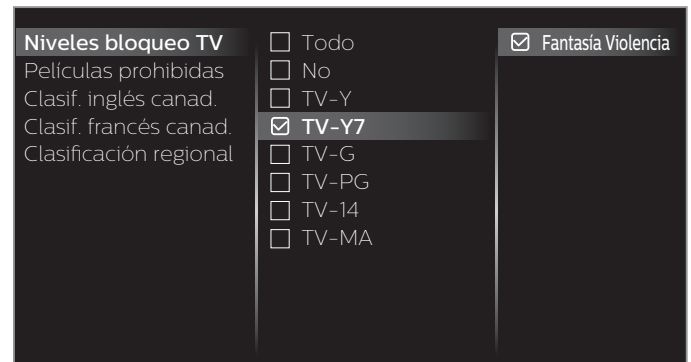 Niveles bloqueo TV
Películas prohibidas
Clasif. inglés canad.
Clasif. francés canad.
Clasificación regional
Todo
No
TV-Y
TV-Y7
TV-G
TV-PG
TV-14
TV-MA
Fantasía Violencia